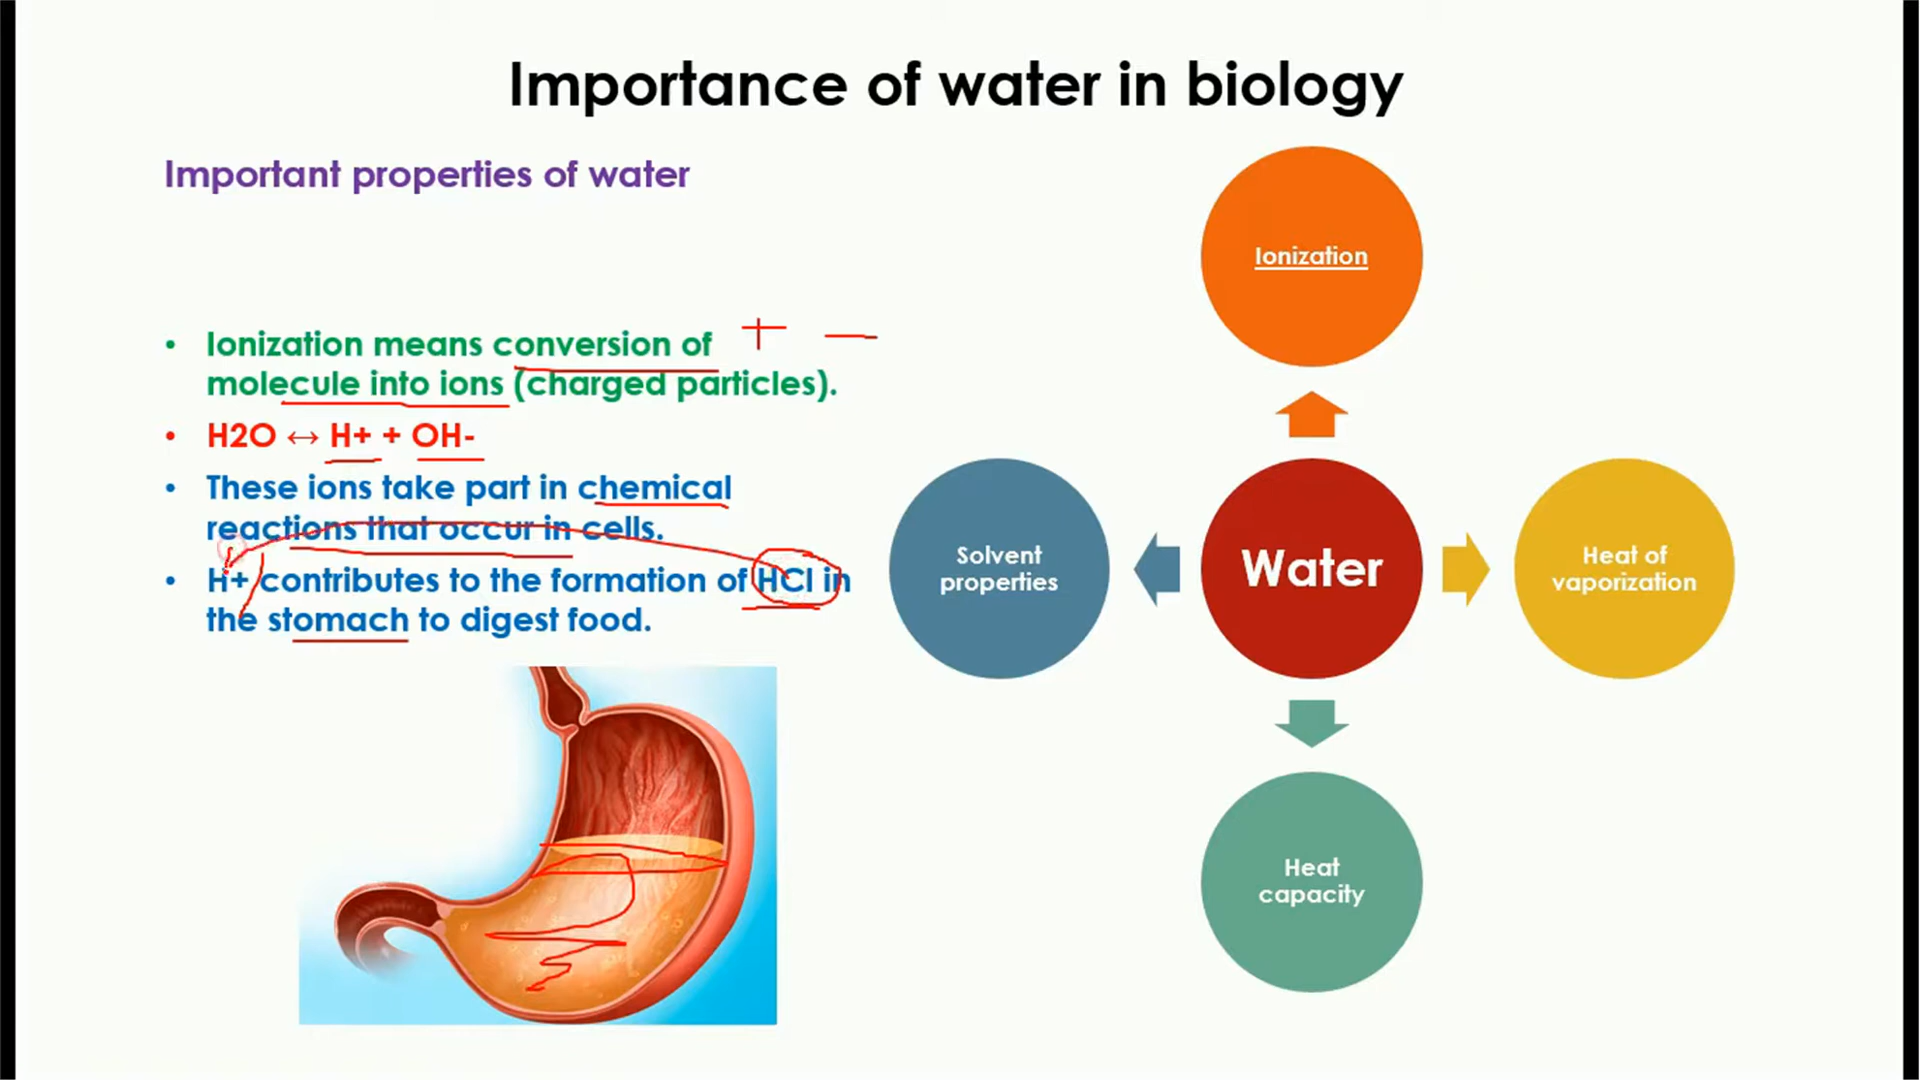 Importance of water in biology
Important properties of water
• Ionization means conversion of
molecule into ions (charged particles).
• H2O ↔ H+ + OH-
• These ions take part in chemical
reactions that occur in cells.
• H+ contributes to the formation of HCl in
the stomach to digest food.
+ −
Ionization
Solvent
properties
Water
Heat of
vaporization
Heat
capacity